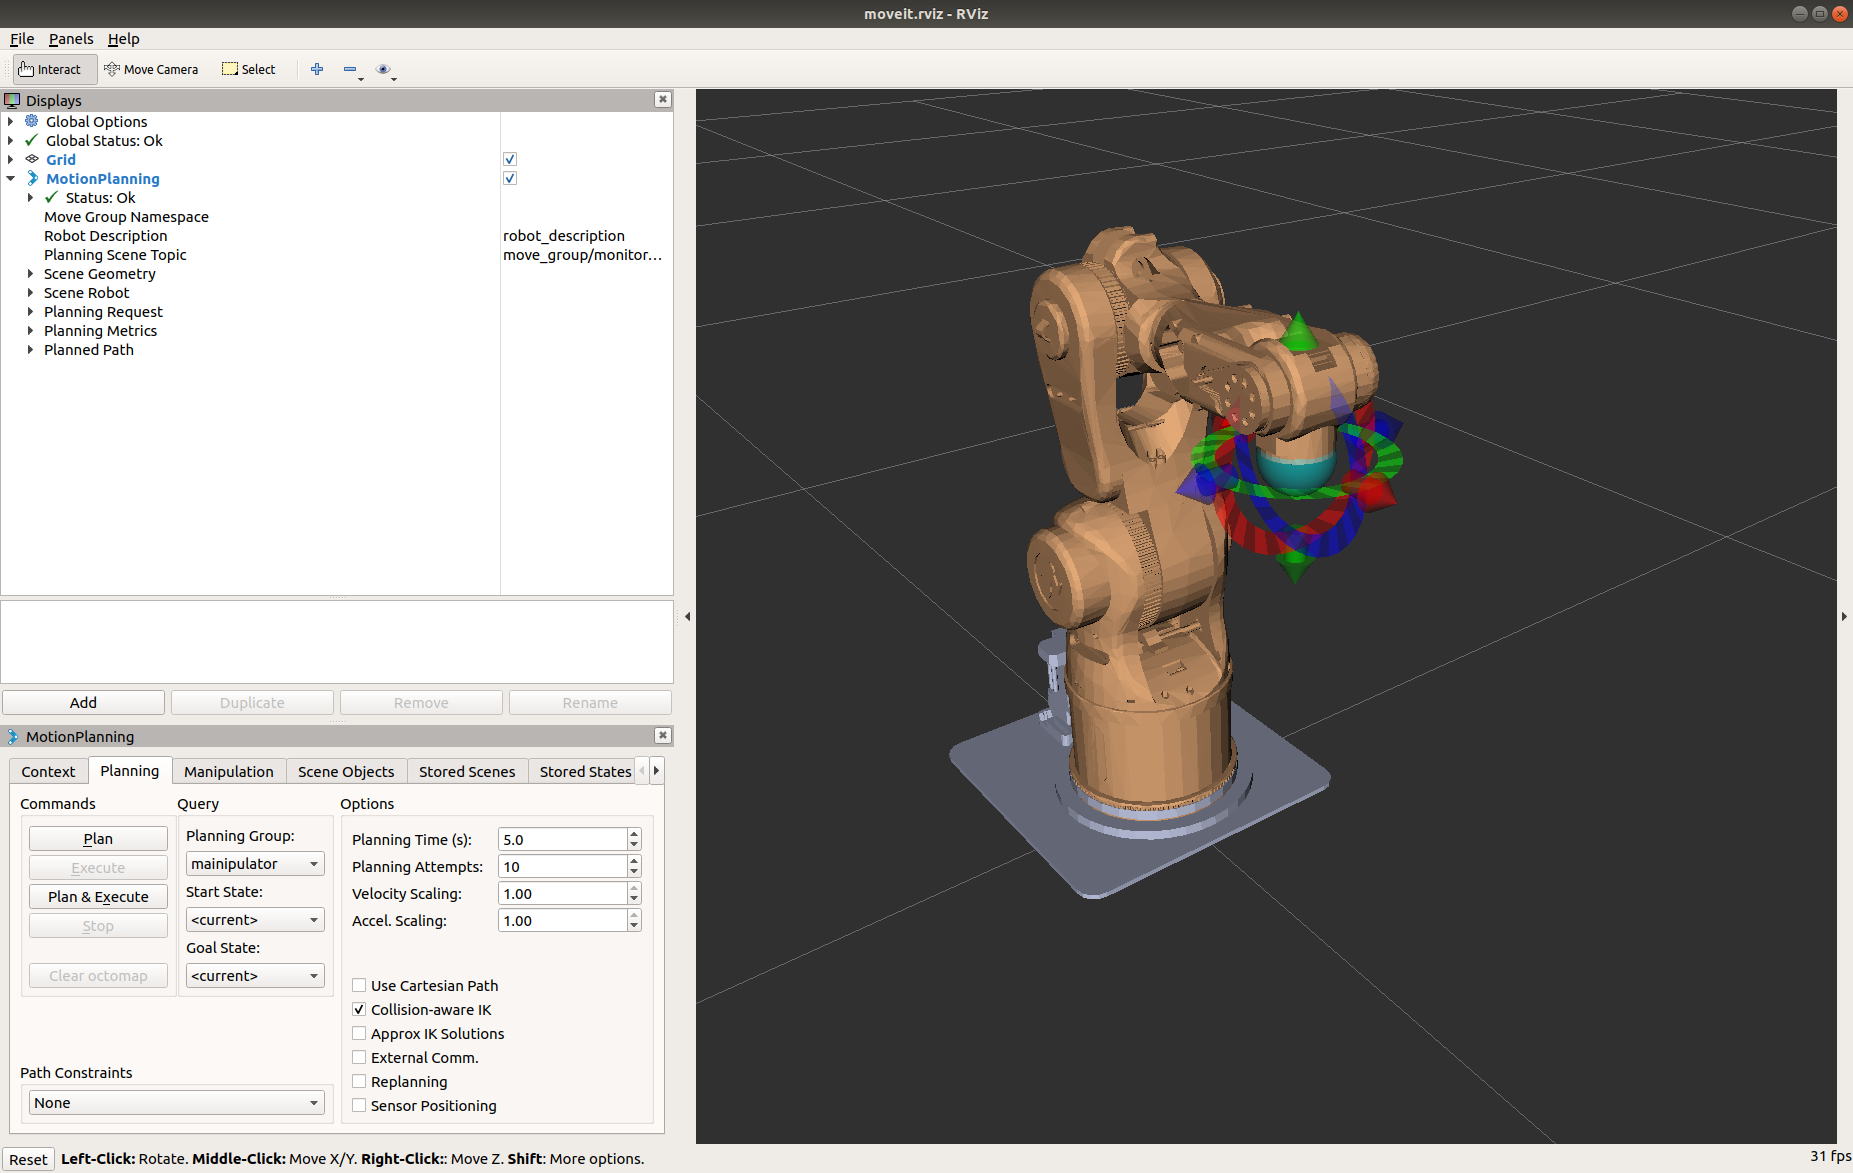 moveit.rviz - RViz
File Panels Help
Interact Move Camera Select
Displays
Global Options
Global Status: Ok
Grid
MotionPlanning
Status: Ok
Move Group Namespace
Robot Description robot_description
Planning Scene Topic move_group/monitor...
Scene Geometry
Scene Robot
Planning Request
Planning Metrics
Planned Path
Add Duplicate Remove Rename
MotionPlanning
Context Planning Manipulation Scene Objects Stored Scenes Stored States
Commands Query Options
Plan
Execute
Plan & Execute
Stop
Clear octomap
Planning Group:
mainipulator
Start State:
<current>
Goal State:
<current>
Planning Time (s): 5.0
Planning Attempts: 10
Velocity Scaling: 1.00
Accel. Scaling: 1.00
Use Cartesian Path
Collision-aware IK
Approx IK Solutions
External Comm.
Replanning
Sensor Positioning
Path Constraints
None
Reset Left-Click: Rotate. Middle-Click: Move X/Y. Right-Click:: Move Z. Shift: More options. 31 fps